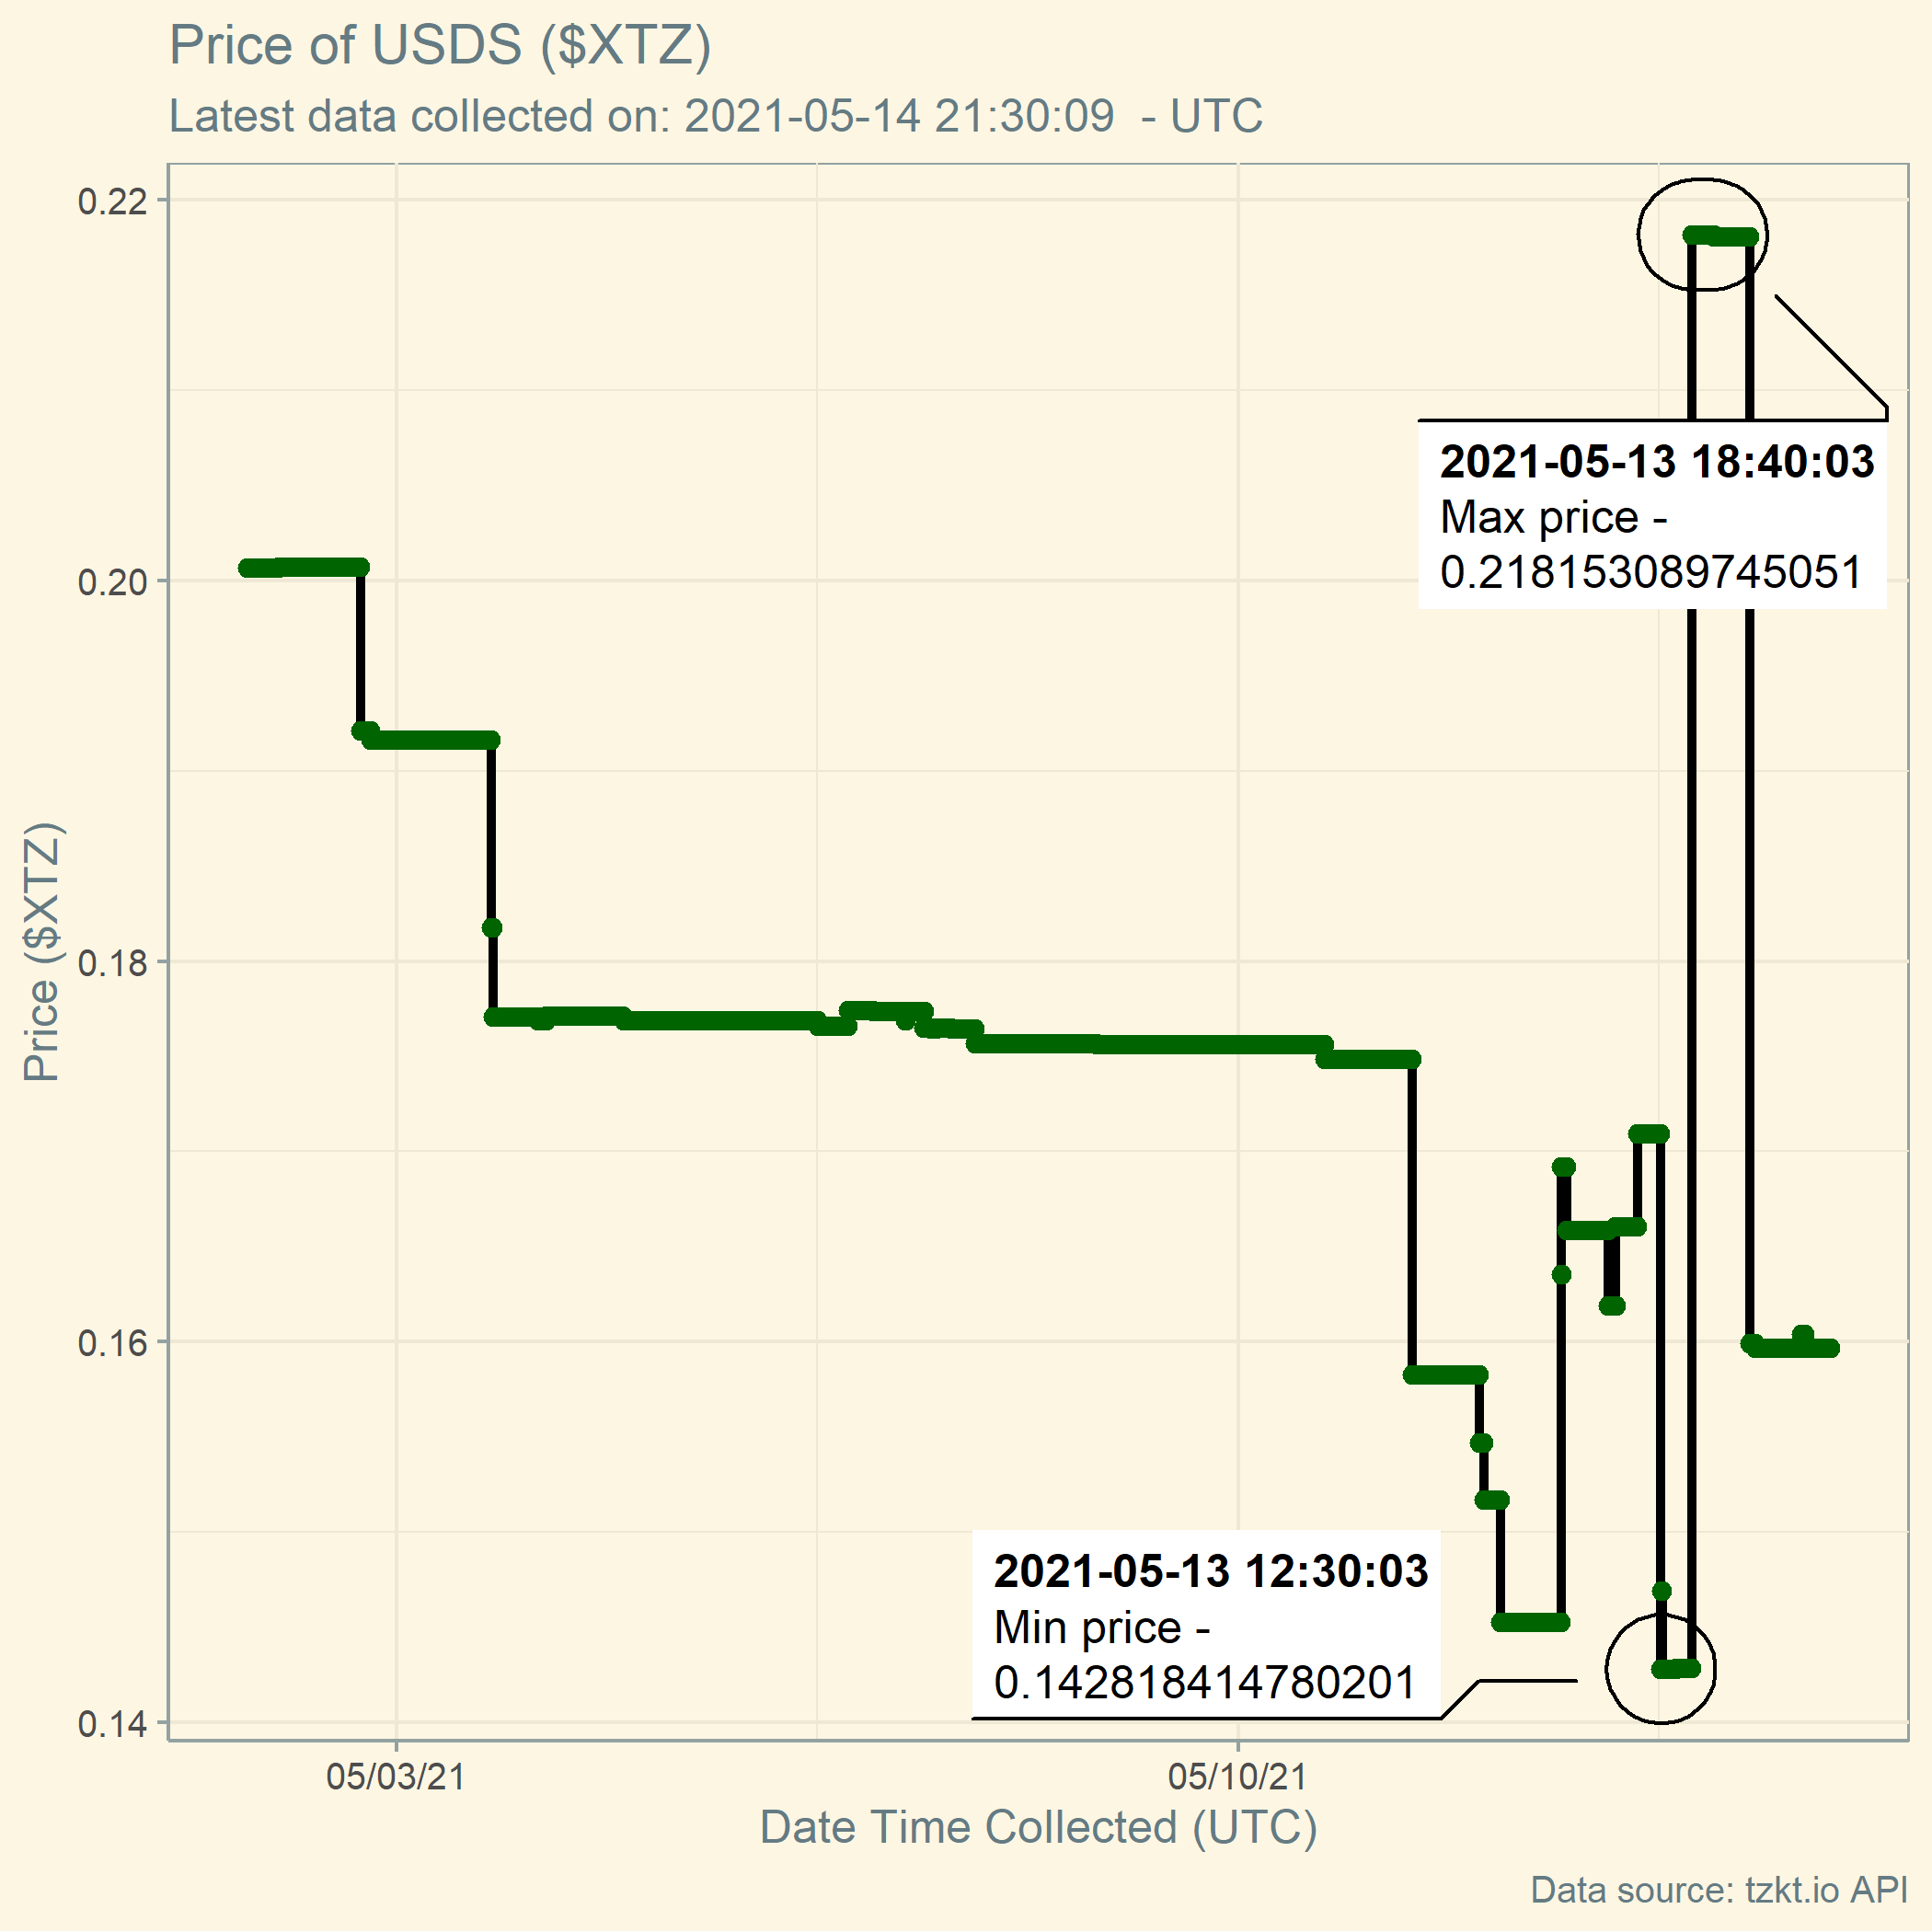 Price of USDS ($XTZ)
Latest data collected on: 2021-05-14 21:30:09  - UTC
Price ($XTZ)
0.22
0.20
0.18
0.16
0.14
2021-05-13 18:40:03
Max price -
0.218153089745051
2021-05-13 12:30:03
Min price -
0.142818414780201
05/03/21
05/10/21
Date Time Collected (UTC)
Data source: tzkt.io API